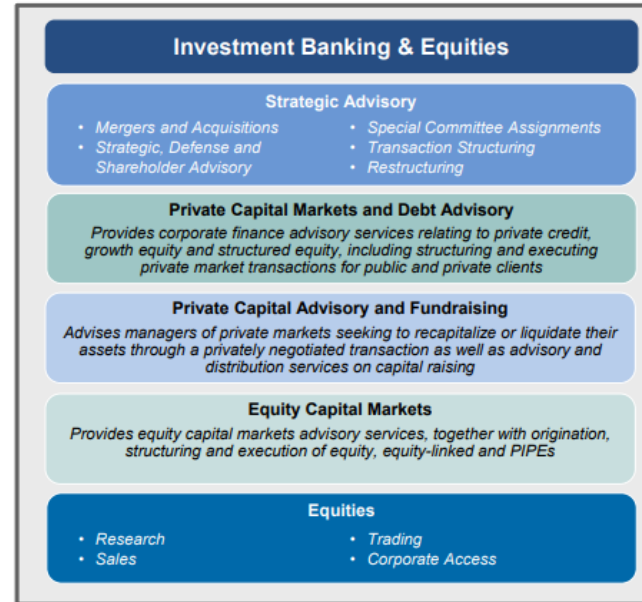 Investment Banking & Equities
Strategic Advisory
• Mergers and Acquisitions
• Strategic, Defense and
Shareholder Advisory
• Special Committee Assignments
• Transaction Structuring
• Restructuring
Private Capital Markets and Debt Advisory
Provides corporate finance advisory services relating to private credit,
growth equity and structured equity, including structuring and executing
private market transactions for public and private clients
Private Capital Advisory and Fundraising
Advises managers of private markets seeking to recapitalize or liquidate their
assets through a privately negotiated transaction as well as advisory and
distribution services on capital raising
Equity Capital Markets
Provides equity capital markets advisory services, together with origination,
structuring and execution of equity, equity-linked and PIPEs
Equities
• Research
• Sales
• Trading
• Corporate Access